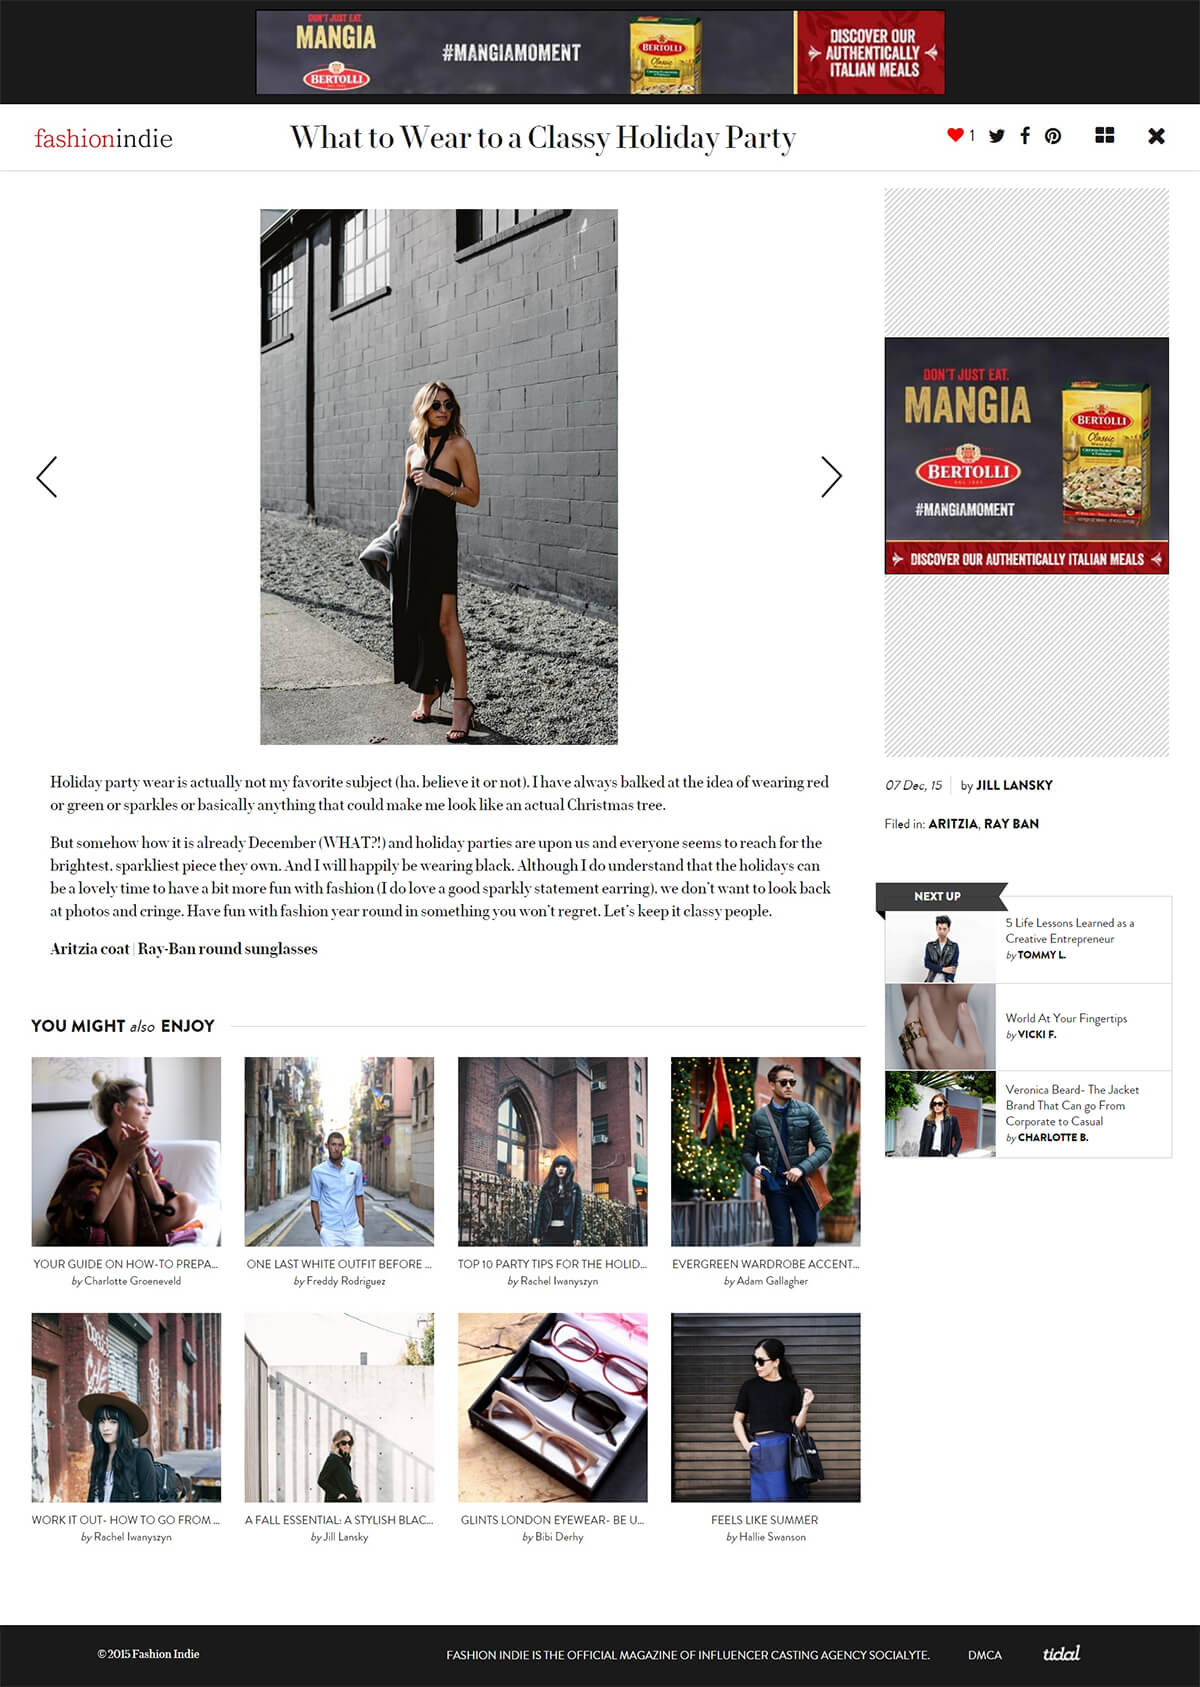 DON'T JUST EAT.
MANGIA
BERTOLLI
#MANGIAMOMENT
BERTOLLI
Classic
DISCOVER OUR
AUTHENTICALLY
ITALIAN MEALS
fashionindie
What to Wear to a Classy Holiday Party
1
DON'T JUST EAT.
MANGIA
BERTOLLI
#MANGIAMOMENT
BERTOLLI
Classic
DISCOVER OUR AUTHENTICALLY ITALIAN MEALS
Holiday party wear is actually not my favorite subject (ha, believe it or not). I have always balked at the idea of wearing red
or green or sparkles or basically anything that could make me look like an actual Christmas tree.
But somehow how it is already December (WHAT?!) and holiday parties are upon us and everyone seems to reach for the
brightest, sparkliest piece they own. And I will happily be wearing black. Although I do understand that the holidays can
be a lovely time to have a bit more fun with fashion (I do love a good sparkly statement earring), we don't want to look back
at photos and cringe. Have fun with fashion year round in something you won't regret. Let's keep it classy people.
Aritzia coat | Ray-Ban round sunglasses
07 Dec, 15 | by JILL LANSKY
Filed in: ARITZIA, RAY BAN
NEXT UP
5 Life Lessons Learned as a
Creative Entrepreneur
by TOMMY L.
World At Your Fingertips
by VICKI F.
Veronica Beard- The Jacket
Brand That Can go From
Corporate to Casual
by CHARLOTTE B.
YOU MIGHT also ENJOY
YOUR GUIDE ON HOW-TO PREPA...
by Charlotte Groeneveld
ONE LAST WHITE OUTFIT BEFORE ...
by Freddy Rodriguez
TOP 10 PARTY TIPS FOR THE HOLID...
by Rachel Iwanyszyn
EVERGREEN WARDROBE ACCENT...
by Adam Gallagher
WORK IT OUT- HOW TO GO FROM ...
by Rachel Iwanyszyn
A FALL ESSENTIAL: A STYLISH BLAC...
by Jill Lansky
GLINTS LONDON EYEWEAR- BE U...
by Bibi Derhy
FEELS LIKE SUMMER
by Hallie Swanson
©2015 Fashion Indie
FASHION INDIE IS THE OFFICIAL MAGAZINE OF INFLUENCER CASTING AGENCY SOCIALYTE.
DMCA
tidal